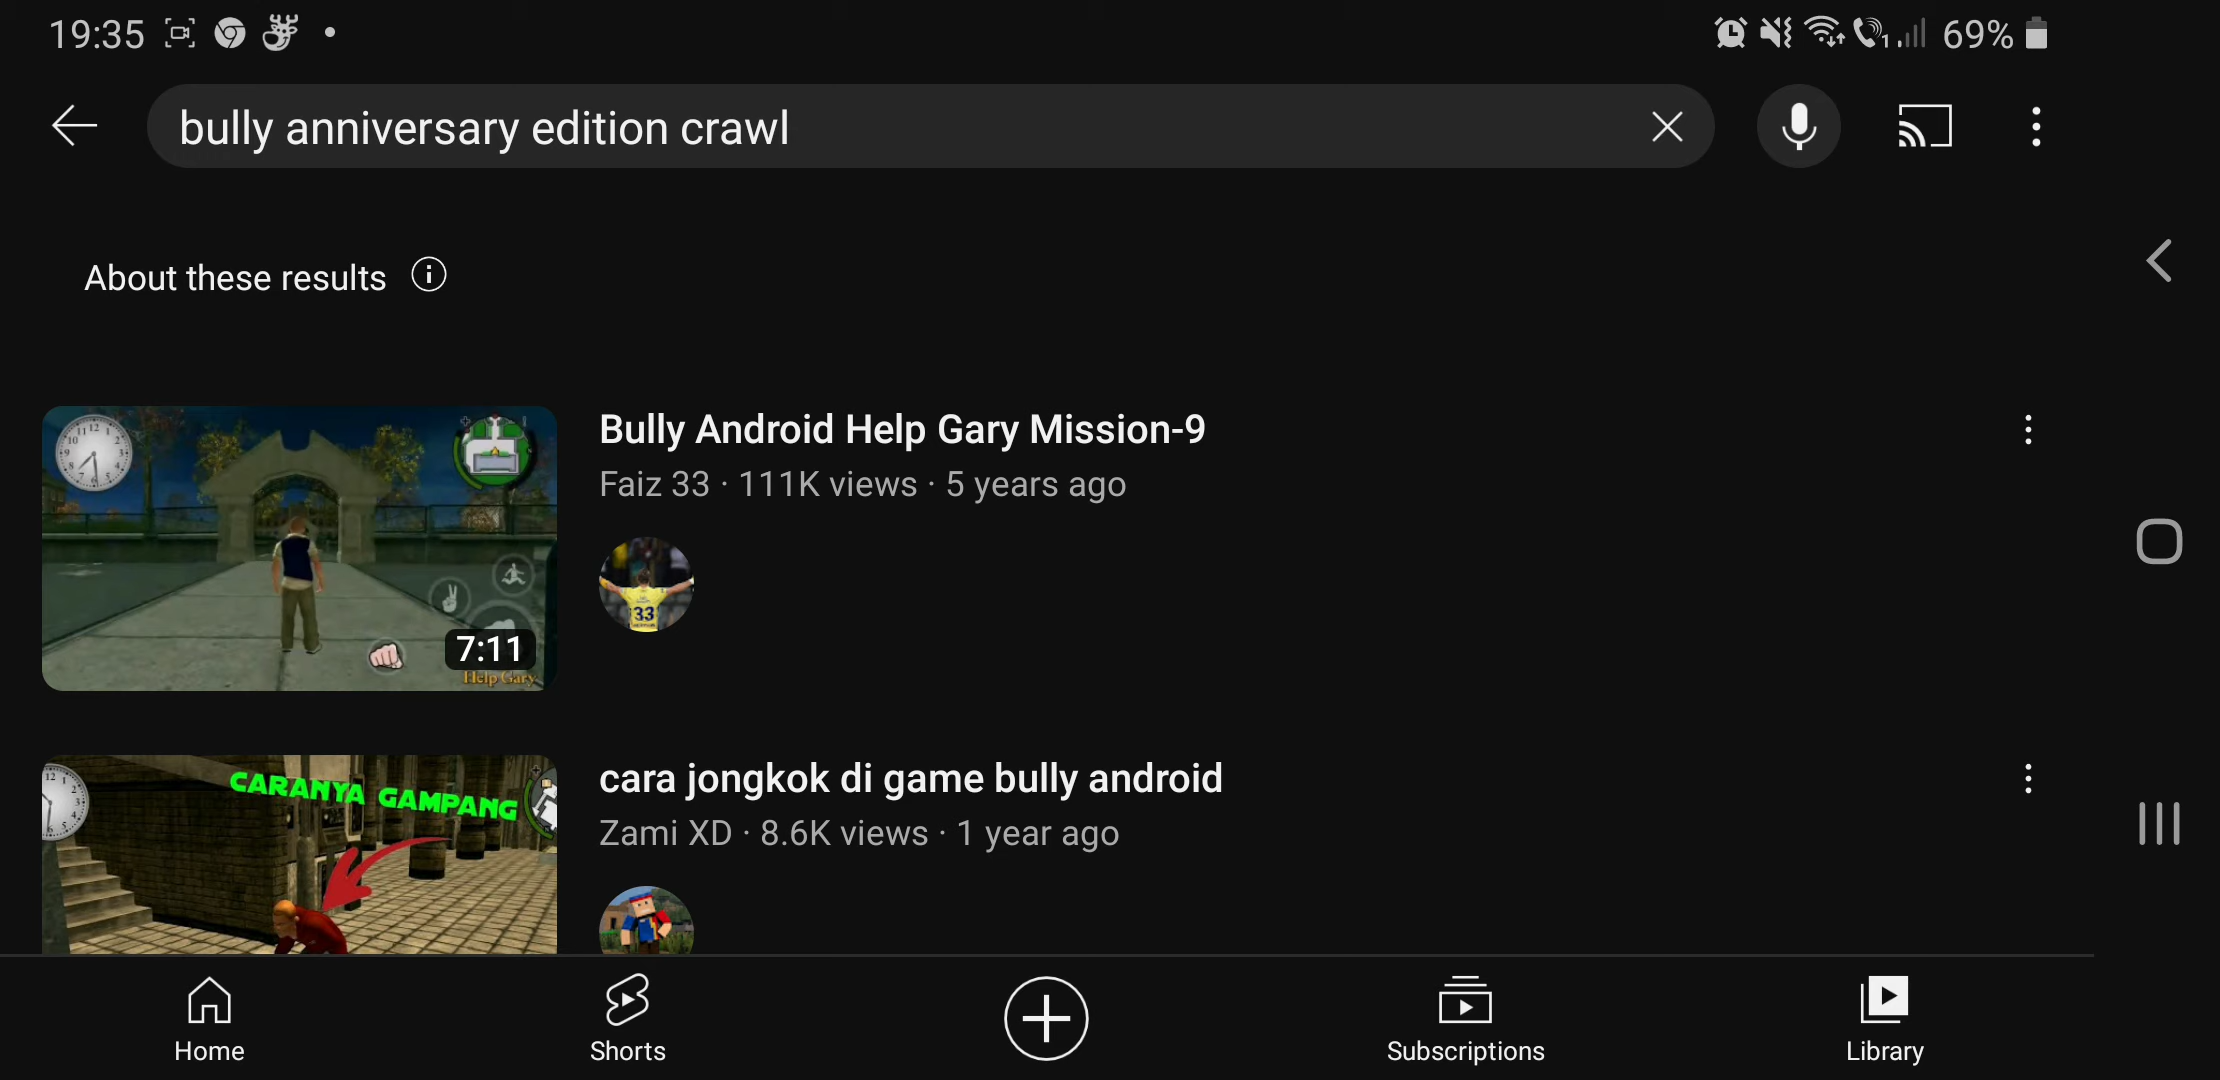 19:35
69%
bully anniversary edition crawl
About these results
Bully Android Help Gary Mission-9
Faiz 33 · 111K views · 5 years ago
33
7:11
Help Gary
CARANYA GAMPANG
cara jongkok di game bully android
Zami XD · 8.6K views · 1 year ago
Home
Shorts
Subscriptions
Library